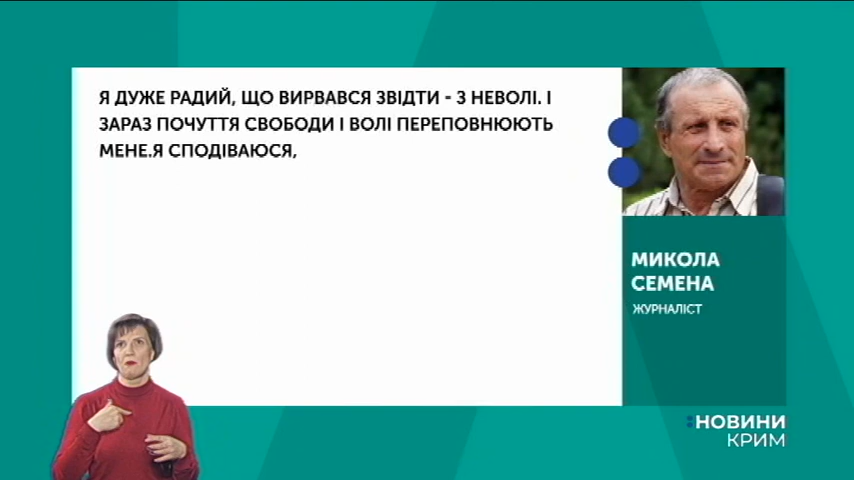 Я ДУЖЕ РАДИЙ, ЩО ВИРВАВСЯ ЗВІДТИ - З НЕВОЛІ. І
ЗАРАЗ ПОЧУТТЯ СВОБОДИ І ВОЛІ ПЕРЕПОВНЮЮТЬ
МЕНЕ.Я СПОДІВАЮСЯ,
МИКОЛА
СЕМЕНА
ЖУРНАЛІСТ
:НОВИНИ
КРИМ